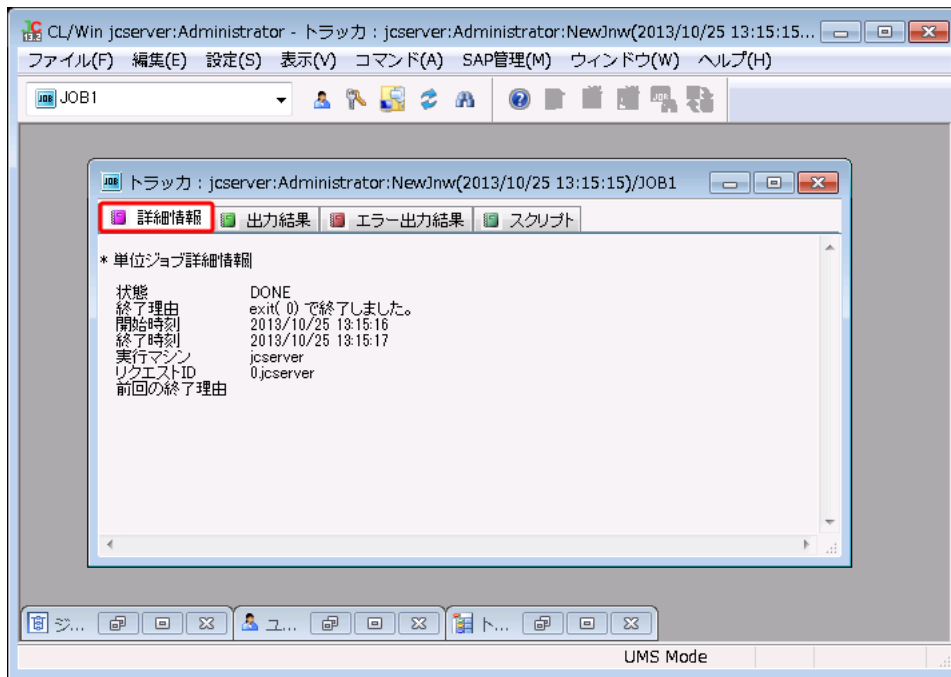 CL/Win jcserver:Administrator - トラッカ : jcserver:Administrator:NewJnw(2013/10/25 13:15:15...
ファイル(F) 編集(E) 設定(S) 表示(V) コマンド(A) SAP管理(M) ウィンドウ(W) ヘルプ(H)
JOB JOB1
JOB トラッカ : jcserver:Administrator:NewJnw(2013/10/25 13:15:15)/JOB1
詳細情報 出力結果 エラー出力結果 スクリプト
* 単位ジョブ詳細情報
状態 DONE
終了理由 exit( 0) で終了しました。
開始時刻 2013/10/25 13:15:16
終了時刻 2013/10/25 13:15:17
実行マシン jcserver
リクエストID 0.jcserver
前回の終了理由
ジ... ユ... ト...
UMS Mode